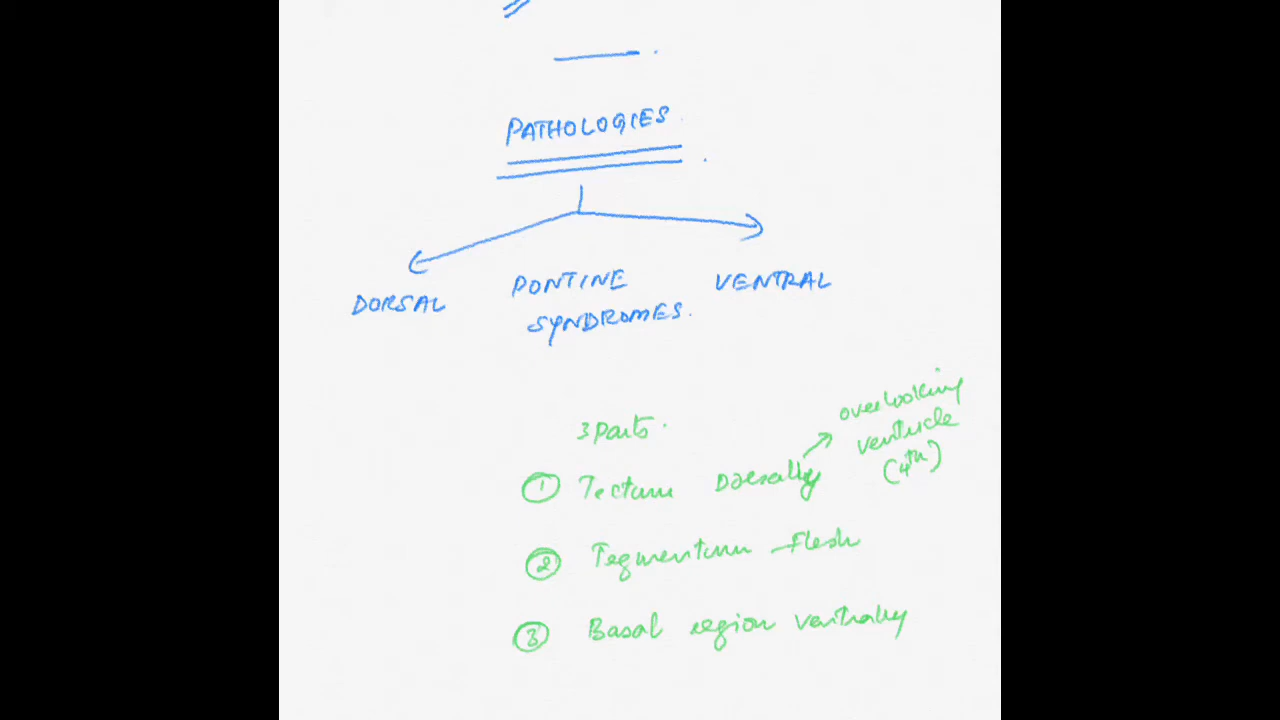 PATHOLOGIES
DORSAL
PONTINE
SYNDROMES.
VENTRAL
3 Parts.
① Tectum Dorsally
overlooking
ventricle
(4th)
② Tegmentum - Flesh
③ Basal region ventrally